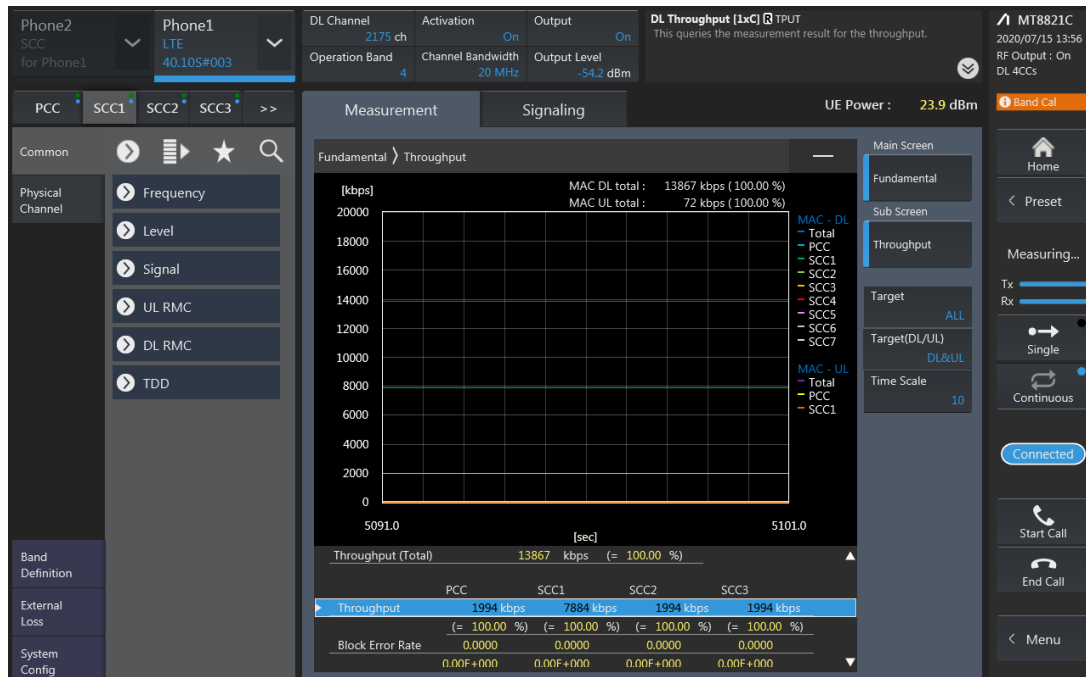 Phone2
SCC
for Phone1
Phone1
LTE
40.10S#003
DL Channel
2175 ch
Activation
On
Output
On
Operation Band
4
Channel Bandwidth
20 MHz
Output Level
-54.2 dBm
DL Throughput [1xC] R TPUT
This queries the measurement result for the throughput.
MT8821C
2020/07/15 13:56
RF Output : On
DL 4CCs
PCC
SCC1
SCC2
SCC3
>>
Measurement
Signaling
UE Power : 23.9 dBm
Band Cal
Common
Physical
Channel
Frequency
Level
Signal
UL RMC
DL RMC
TDD
Band
Definition
External
Loss
System
Config
Fundamental 〉 Throughput
[kbps]
MAC DL total : 13867 kbps ( 100.00 %)
MAC UL total : 72 kbps ( 100.00 %)
20000
18000
16000
14000
12000
10000
8000
6000
4000
2000
0
5091.0
5101.0
[sec]
MAC - DL
Total
PCC
SCC1
SCC2
SCC3
SCC4
SCC5
SCC6
SCC7
MAC - UL
Total
PCC
SCC1
Throughput (Total) 13867 kbps (= 100.00 %)
PCC SCC1 SCC2 SCC3
Throughput 1994 kbps 7884 kbps 1994 kbps 1994 kbps
(= 100.00 %) (= 100.00 %) (= 100.00 %) (= 100.00 %)
Block Error Rate 0.0000 0.0000 0.0000 0.0000
0.00E+000 0.00E+000 0.00E+000 0.00E+000
Main Screen
Fundamental
Sub Screen
Throughput
Target
ALL
Target(DL/UL)
DL&UL
Time Scale
10
Home
< Preset
Measuring...
Tx
Rx
Single
Continuous
Connected
Start Call
End Call
< Menu